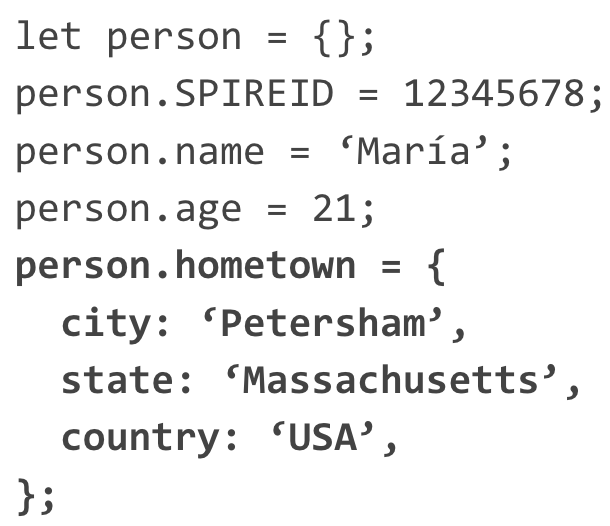 let person = {};
person.SPIREID = 12345678;
person.name = ‘María’;
person.age = 21;
person.hometown = {
  city: ‘Petersham’,
  state: ‘Massachusetts’,
  country: ‘USA’,
};